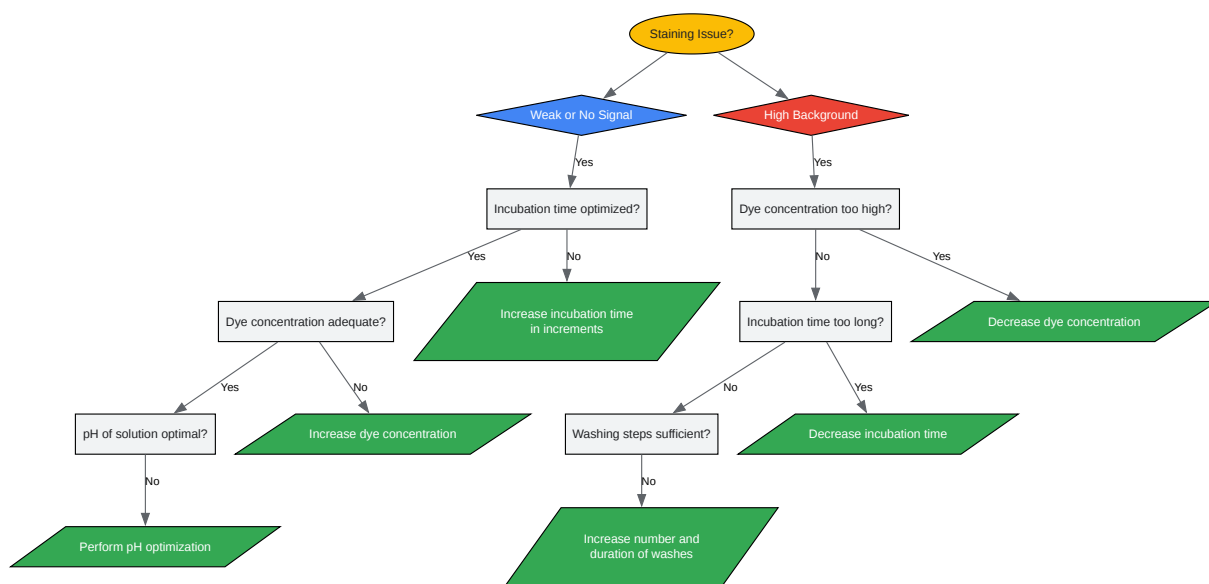 Staining Issue?
Weak or No Signal
High Background
Yes
Yes
Incubation time optimized?
Dye concentration too high?
Yes
No
No
Yes
Dye concentration adequate?
Increase incubation time
in increments
Incubation time too long?
Decrease dye concentration
Yes
No
No
Yes
pH of solution optimal?
Increase dye concentration
Washing steps sufficient?
Decrease incubation time
No
No
Perform pH optimization
Increase number and
duration of washes